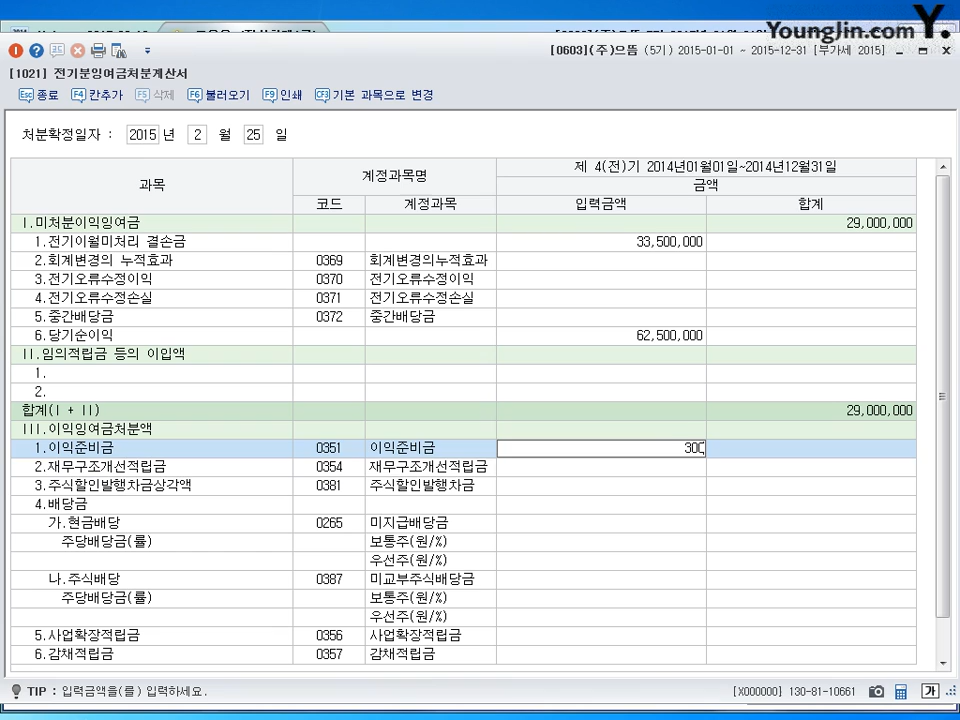 YoungJin.com Y.
[0603](주)으뜸 (5기) 2015-01-01 ~ 2015-12-31 [부가세 2015]
[1021] 전기분잉여금처분계산서
Esc 종료 F4 칸추가 F5 삭제 F6 불러오기 F9 인쇄 CF3 기본 과목으로 변경
처분확정일자 : 2015 년 2 월 25 일
과목 계정과목명 제 4(전)기 2014년01월01일~2014년12월31일
금액
코드 계정과목 입력금액 합계
I.미처분이익잉여금 29,000,000
1.전기이월미처리 결손금 33,500,000
2.회계변경의 누적효과 0369 회계변경의누적효과
3.전기오류수정이익 0370 전기오류수정이익
4.전기오류수정손실 0371 전기오류수정손실
5.중간배당금 0372 중간배당금
6.당기순이익 62,500,000
II.임의적립금 등의 이입액
1.
2.
합계(I + II) 29,000,000
III.이익잉여금처분액
1.이익준비금 0351 이익준비금 300
2.재무구조개선적립금 0354 재무구조개선적립금
3.주식할인발행차금상각액 0381 주식할인발행차금
4.배당금
가.현금배당 0265 미지급배당금
주당배당금(률) 보통주(원/%)
우선주(원/%)
나.주식배당 0387 미교부주식배당금
주당배당금(률) 보통주(원/%)
우선주(원/%)
5.사업확장적립금 0356 사업확장적립금
6.감채적립금 0357 감채적립금
TIP : 입력금액을(를) 입력하세요. [X000000] 130-81-10661 가